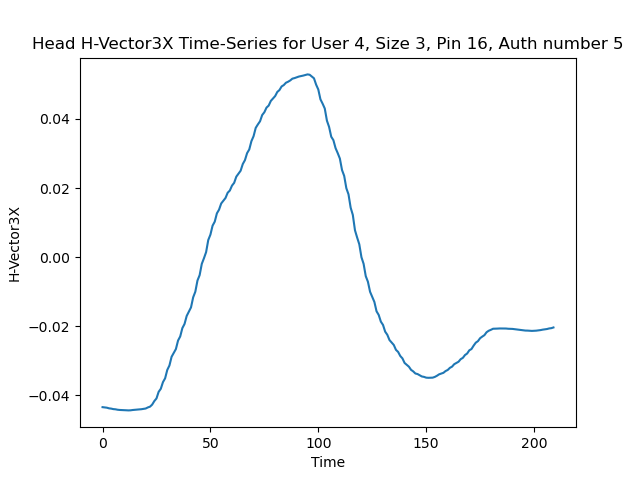 Head H-Vector3X Time-Series for User 4, Size 3, Pin 16, Auth number 5
H-Vector3X
0.04
0.02
0.00
−0.02
−0.04
0 50 100 150 200
Time